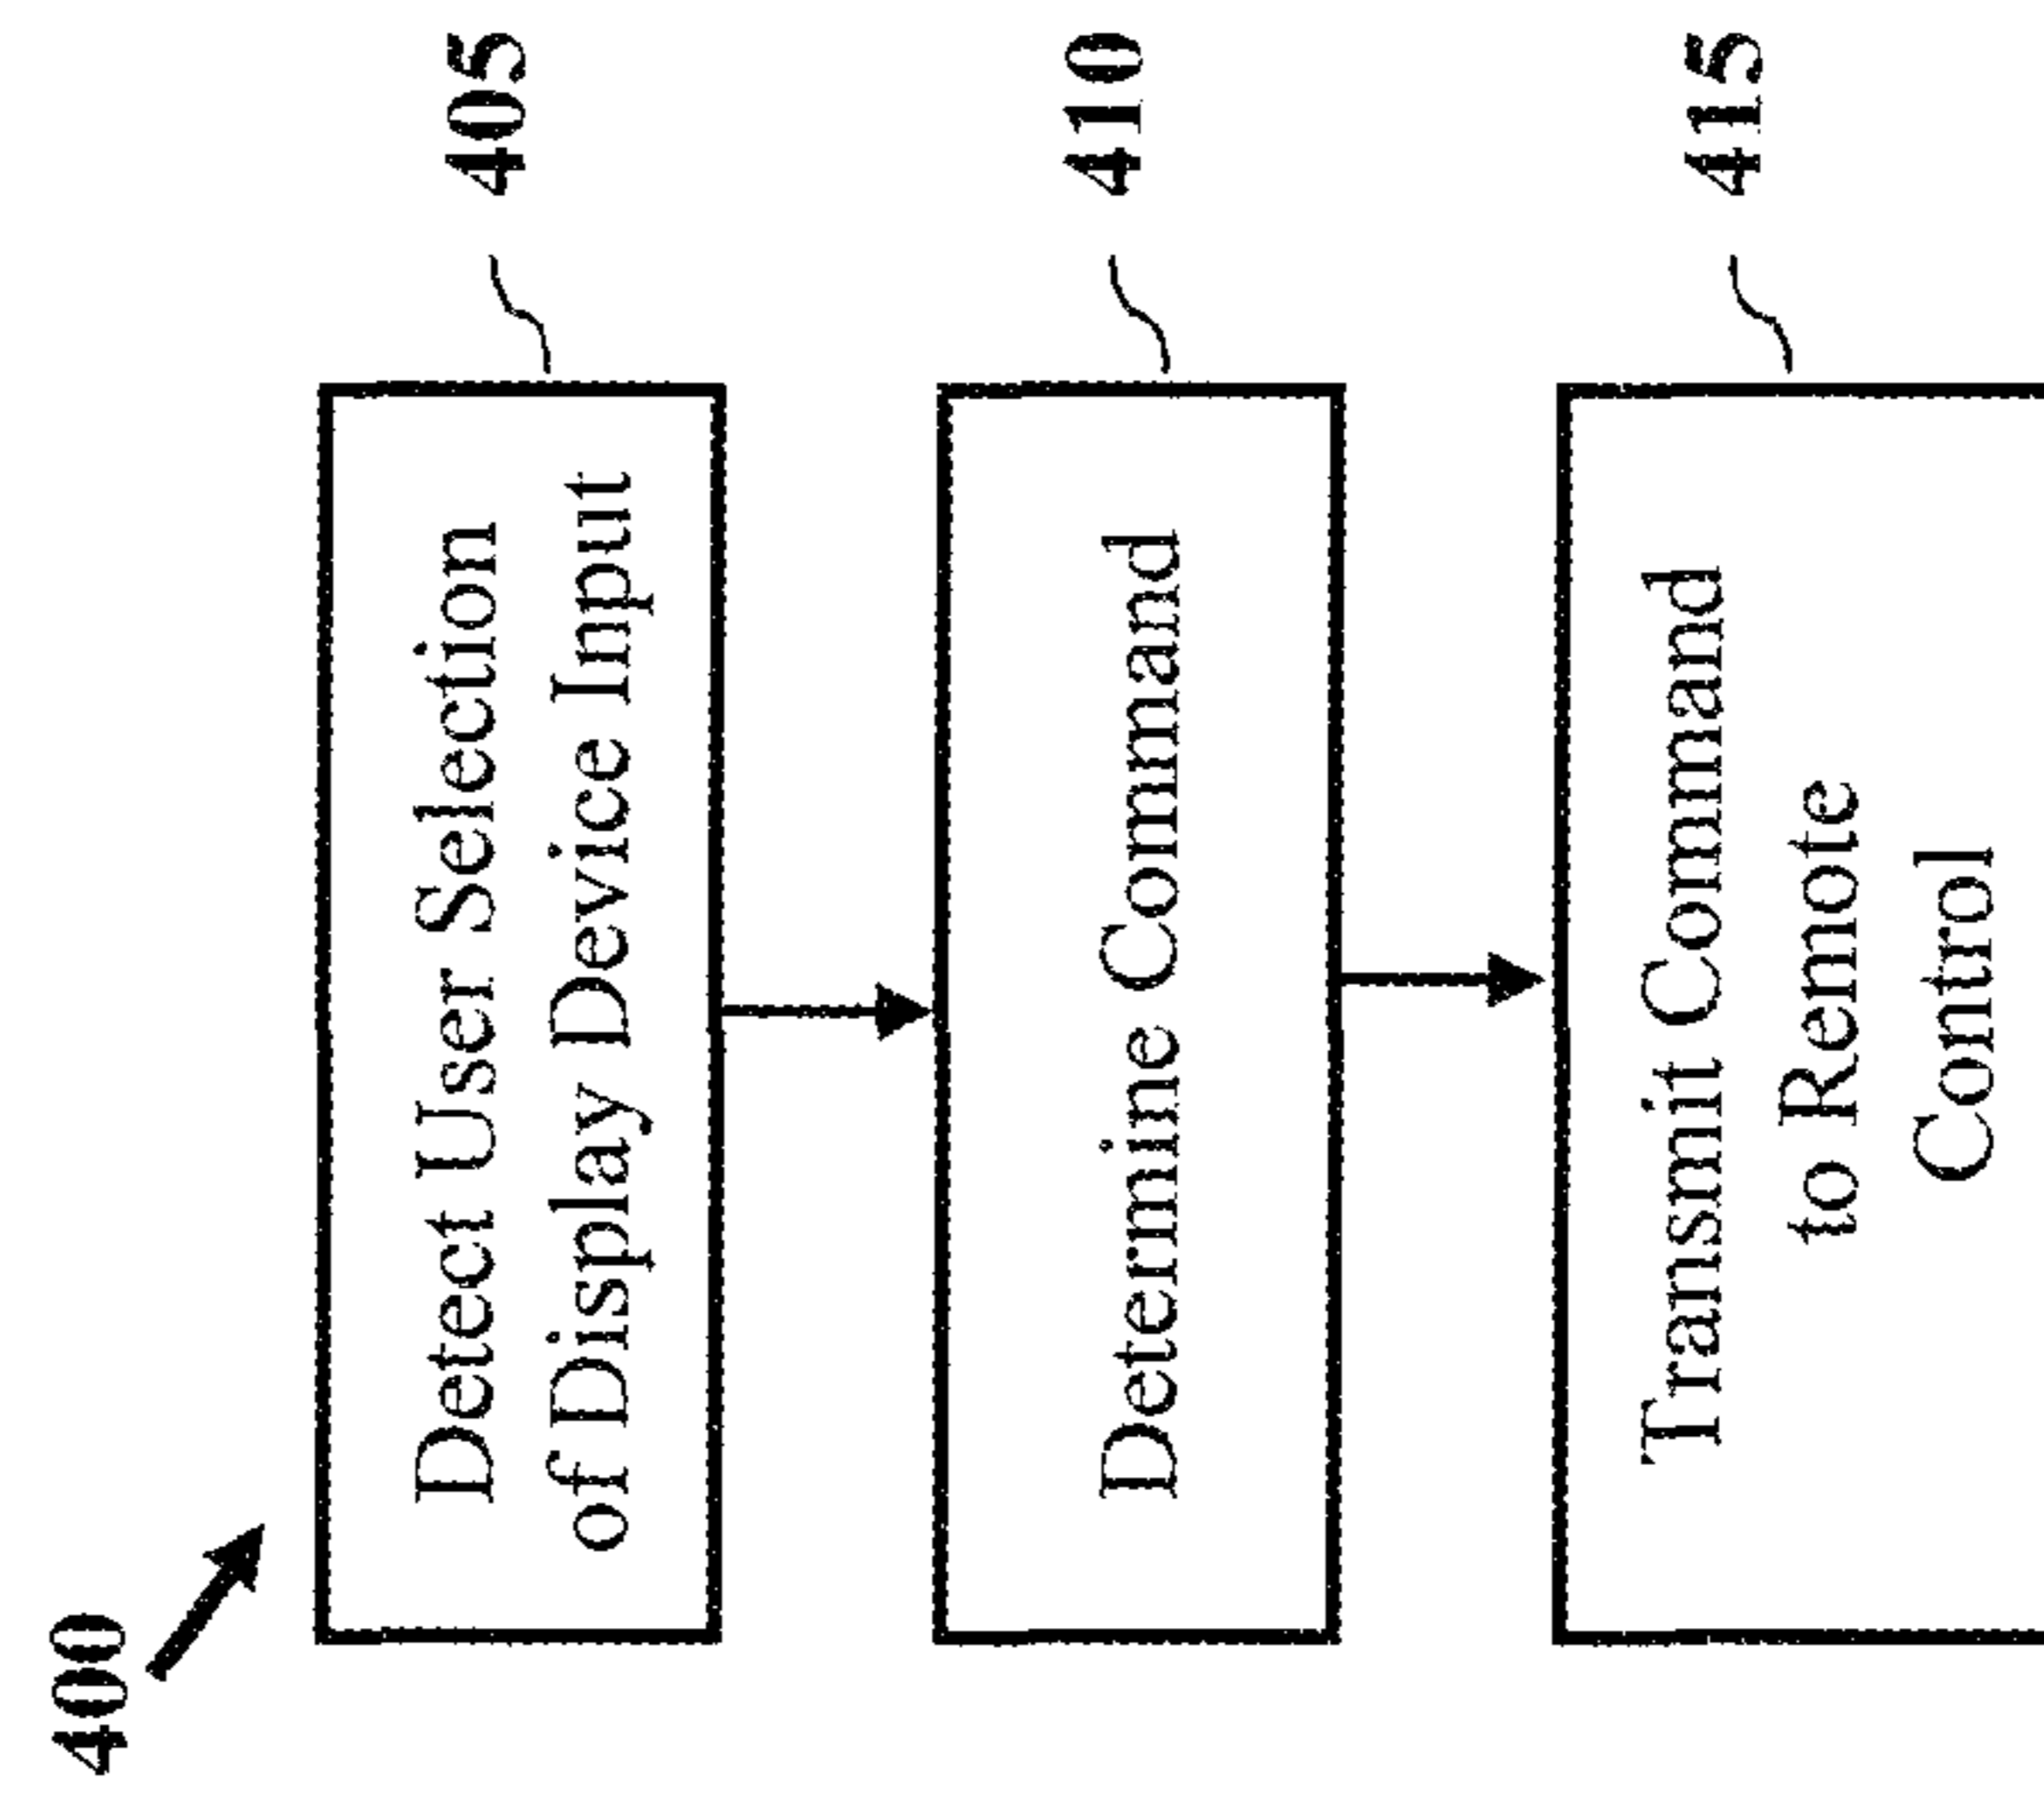 400
Detect User Selection
of Display Device Input
405
Determine Command
410
Transmit Command
to Remote
Control
415